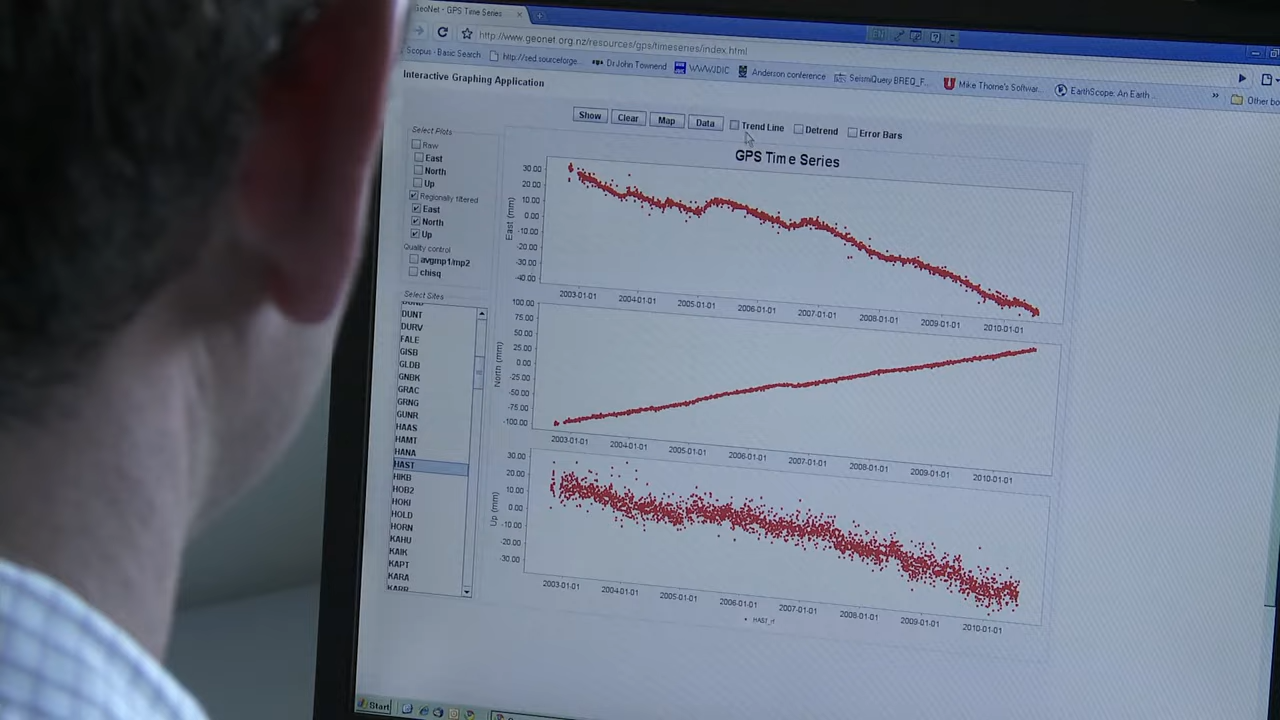 GeoNet - GPS Time Series
http://www.geonet.org.nz/resources/gps/timeseries/index.html
Scopus - Basic Search http://sed.sourceforge... Dr John Townend WWWJDIC Anderson conference SeismiQuery BREQ_F... Mike Thorne's Softwar... EarthScope: An Earth ... » Other bo
Interactive Graphing Application
Show Clear Map Data Trend Line Detrend Error Bars
Select Plots
Raw
East
North
Up
Regionally filtered
East
North
Up
Quality control
avgmp1/mp2
chisq
Select Sites
DUNT
DURV
FALE
GISB
GLDB
GNBK
GRAC
GRNG
GUNR
HAAS
HAMT
HANA
HAST
HIKB
HOB2
HOKI
HOLD
HORN
KAHU
KAIK
KAPT
KARA
GPS Time Series
East (mm)
30.00
20.00
10.00
0.00
-10.00
-20.00
-30.00
-40.00
2003-01-01 2004-01-01 2005-01-01 2006-01-01 2007-01-01 2008-01-01 2009-01-01 2010-01-01
North (mm)
100.00
75.00
50.00
25.00
0.00
-25.00
-50.00
-75.00
-100.00
2003-01-01 2004-01-01 2005-01-01 2006-01-01 2007-01-01 2008-01-01 2009-01-01 2010-01-01
Up (mm)
30.00
20.00
10.00
0.00
-10.00
-20.00
-30.00
2003-01-01 2004-01-01 2005-01-01 2006-01-01 2007-01-01 2008-01-01 2009-01-01 2010-01-01
HAST_rf
Start